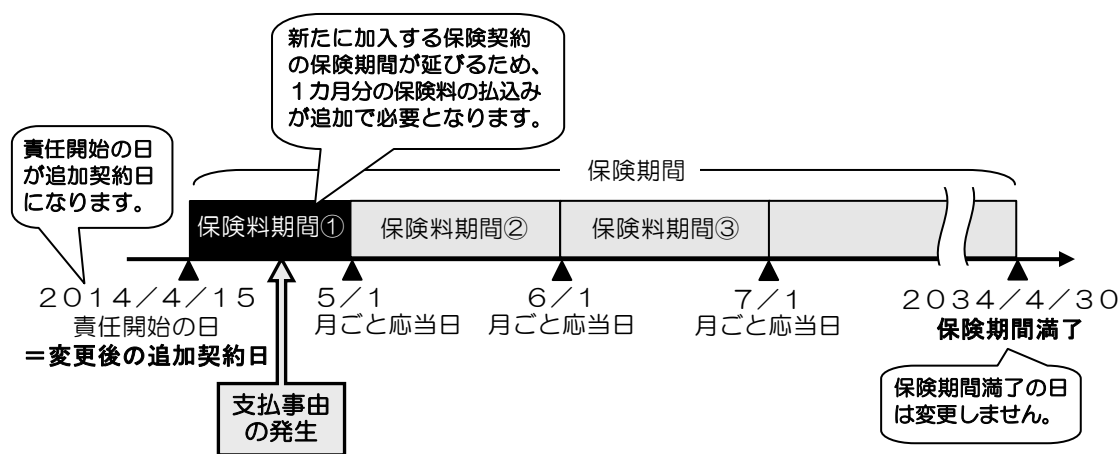 新たに加入する保険契約
の保険期間が延びるため、
1カ月分の保険料の払込み
が追加で必要となります。
責任開始の日
が追加契約日
になります。
保険期間
保険料期間①
保険料期間②
保険料期間③
2014/4/15
責任開始の日
=変更後の追加契約日
5/1
月ごと応当日
6/1
月ごと応当日
7/1
月ごと応当日
2034/4/30
保険期間満了
支払事由
の発生
保険期間満了の日
は変更しません。